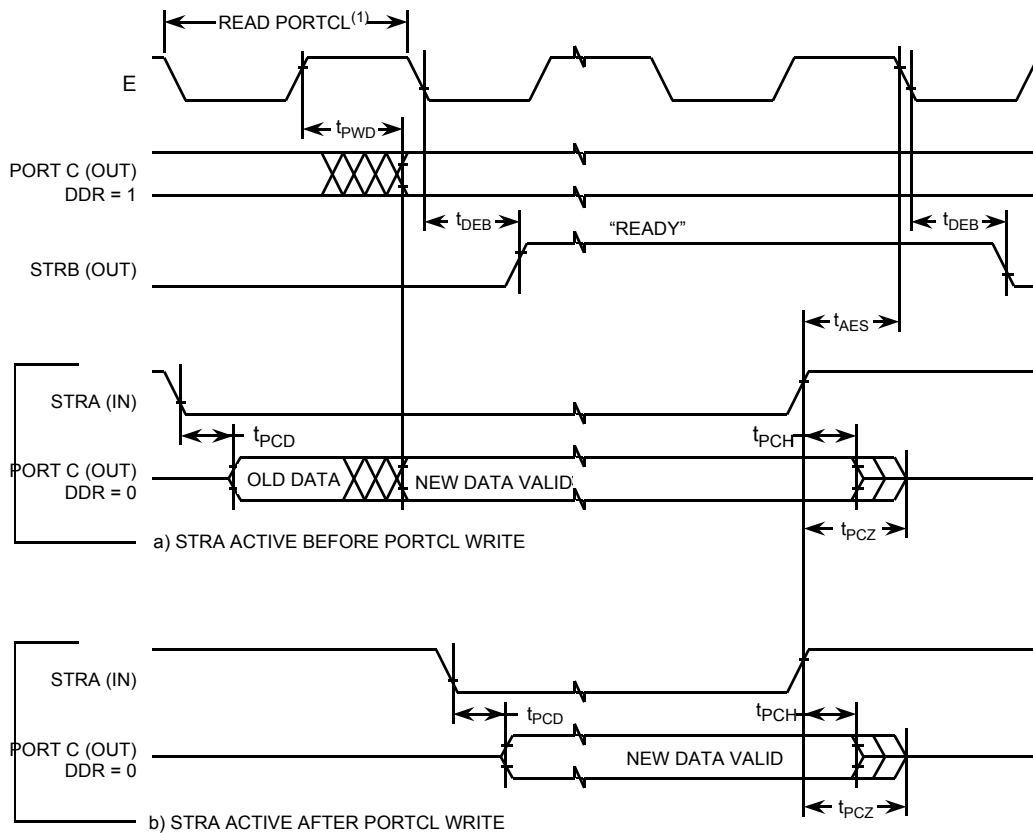 READ PORTCL(1)
E
tPWD
PORT C (OUT)
DDR = 1
tDEB
"READY"
tDEB
STRB (OUT)
tAES
STRA (IN)
tPCD
tPCH
PORT C (OUT)
DDR = 0
OLD DATA
NEW DATA VALID
tPCZ
a) STRA ACTIVE BEFORE PORTCL WRITE
STRA (IN)
tPCD
tPCH
PORT C (OUT)
DDR = 0
NEW DATA VALID
tPCZ
b) STRA ACTIVE AFTER PORTCL WRITE